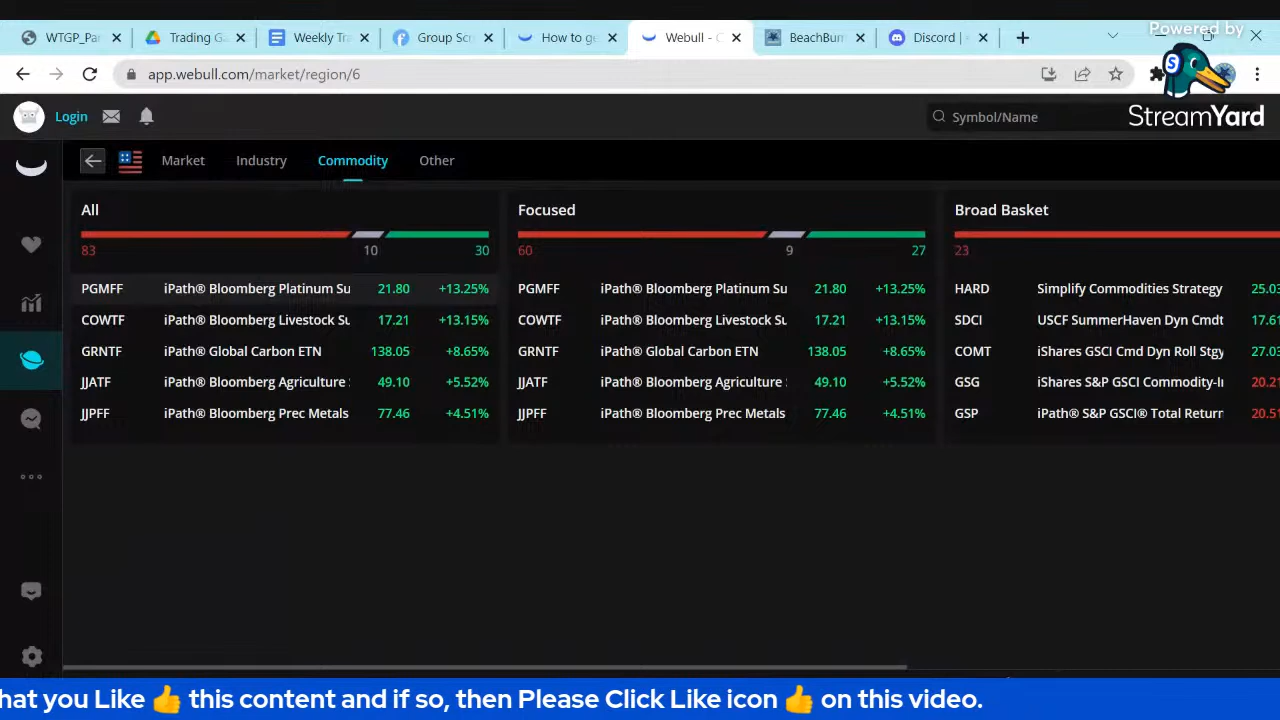 Powered by
StreamYard
WTGP_Par
Trading G
Weekly Tra
Group Scr
How to ge
Webull - C
BeachBum
Discord |
app.webull.com/market/region/6
Login
Symbol/Name
Market Industry Commodity Other
All
83 10 30
PGMFF iPath® Bloomberg Platinum Su 21.80 +13.25%
COWTF iPath® Bloomberg Livestock Su 17.21 +13.15%
GRNTF iPath® Global Carbon ETN 138.05 +8.65%
JJATF iPath® Bloomberg Agriculture 49.10 +5.52%
JJPFF iPath® Bloomberg Prec Metals 77.46 +4.51%
Focused
60 9 27
PGMFF iPath® Bloomberg Platinum Su 21.80 +13.25%
COWTF iPath® Bloomberg Livestock Su 17.21 +13.15%
GRNTF iPath® Global Carbon ETN 138.05 +8.65%
JJATF iPath® Bloomberg Agriculture 49.10 +5.52%
JJPFF iPath® Bloomberg Prec Metals 77.46 +4.51%
Broad Basket
23
HARD Simplify Commodities Strategy 25.03
SDCI USCF SummerHaven Dyn Cmdt 17.61
COMT iShares GSCI Cmd Dyn Roll Stgy 27.03
GSG iShares S&P GSCI Commodity-I 20.21
GSP iPath® S&P GSCI® Total Return 20.51
hat you Like 👍 this content and if so, then Please Click Like icon 👍 on this video.